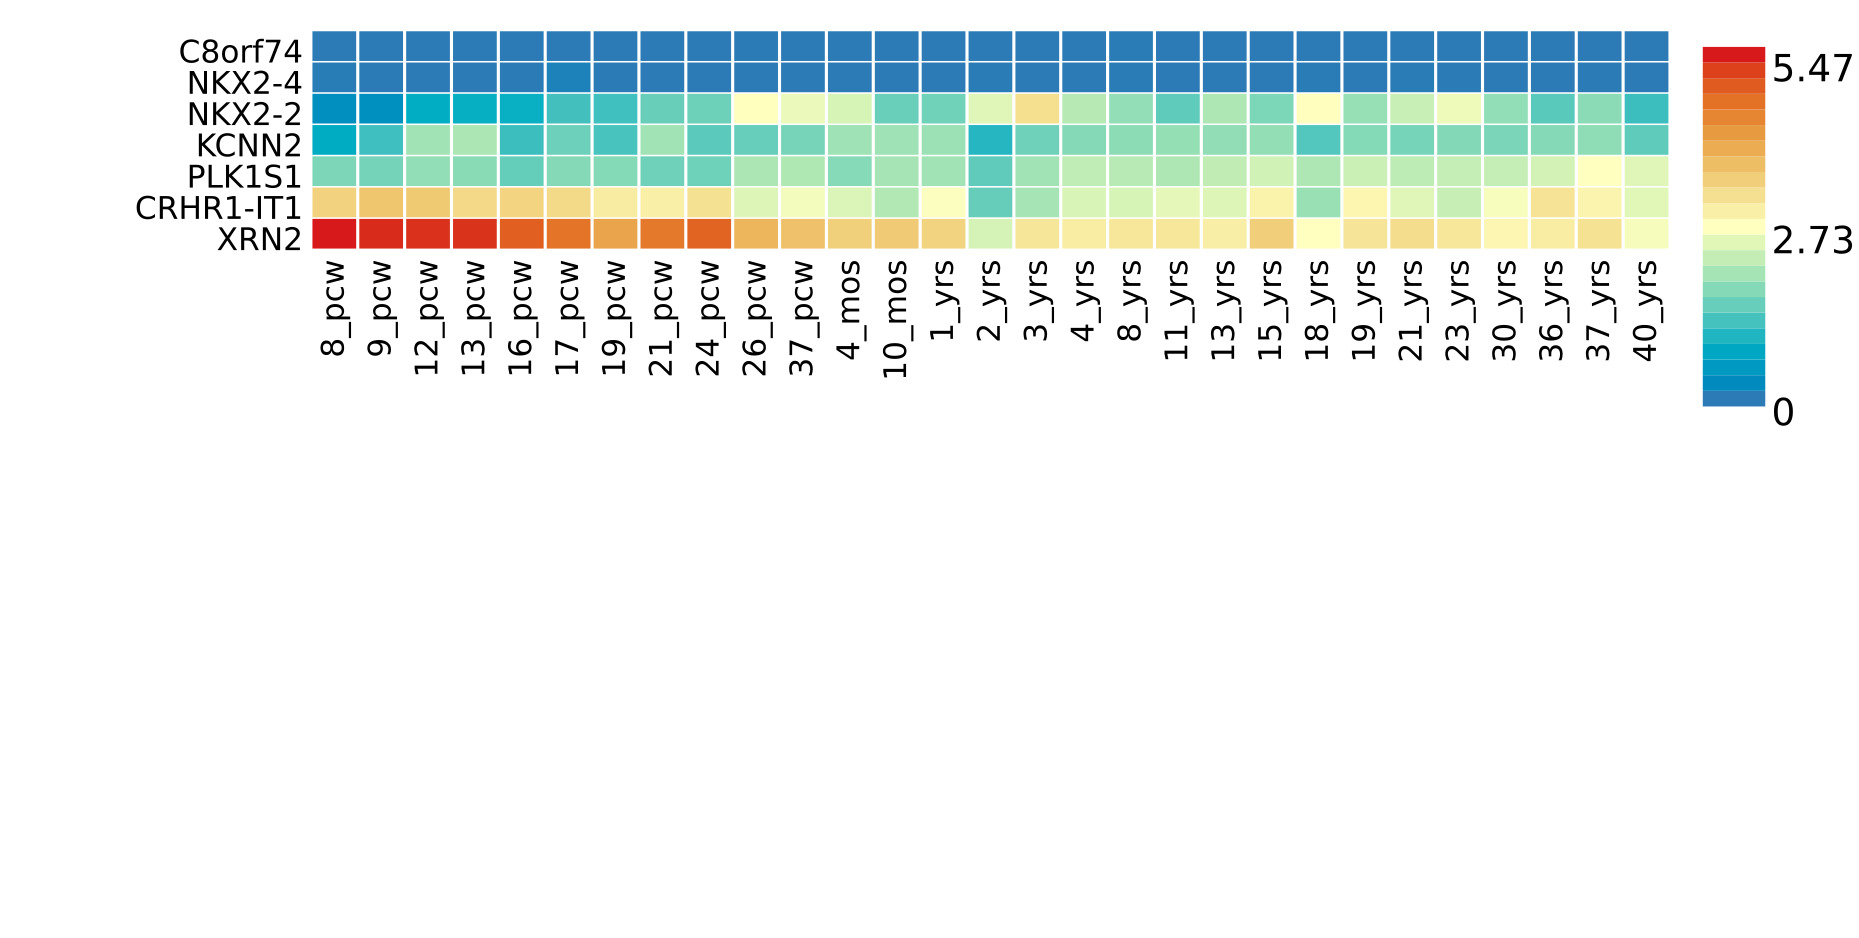 C8orf74
NKX2-4
NKX2-2
KCNN2
PLK1S1
CRHR1-IT1
XRN2
8_pcw
9_pcw
12_pcw
13_pcw
16_pcw
17_pcw
19_pcw
21_pcw
24_pcw
26_pcw
37_pcw
4_mos
10_mos
1_yrs
2_yrs
3_yrs
4_yrs
8_yrs
11_yrs
13_yrs
15_yrs
18_yrs
19_yrs
21_yrs
23_yrs
30_yrs
36_yrs
37_yrs
40_yrs
5.47
2.73
0